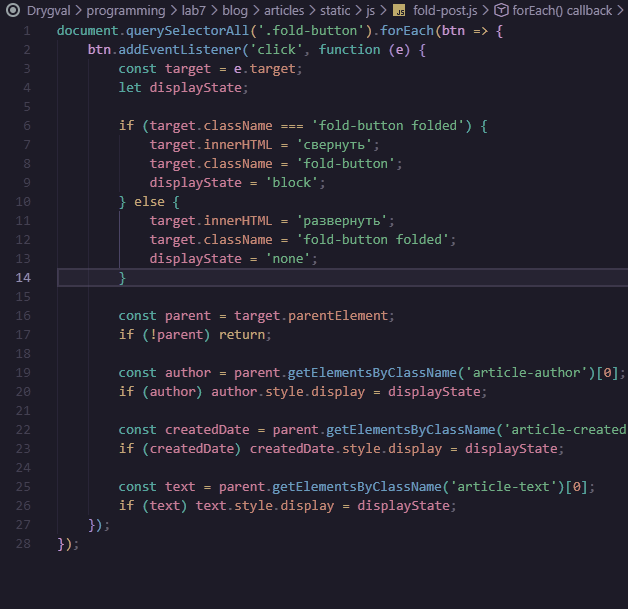 Drygval > programming > lab7 > blog > articles > static > js > JS fold-post.js > forEach() callback >
1 document.querySelectorAll('.fold-button').forEach(btn => {
2 btn.addEventListener('click', function (e) {
3 const target = e.target;
4 let displayState;
5
6 if (target.className === 'fold-button folded') {
7 target.innerHTML = 'свернуть';
8 target.className = 'fold-button';
9 displayState = 'block';
10 } else {
11 target.innerHTML = 'развернуть';
12 target.className = 'fold-button folded';
13 displayState = 'none';
14 }
15
16 const parent = target.parentElement;
17 if (!parent) return;
18
19 const author = parent.getElementsByClassName('article-author')[0];
20 if (author) author.style.display = displayState;
21
22 const createdDate = parent.getElementsByClassName('article-created
23 if (createdDate) createdDate.style.display = displayState;
24
25 const text = parent.getElementsByClassName('article-text')[0];
26 if (text) text.style.display = displayState;
27 });
28 });